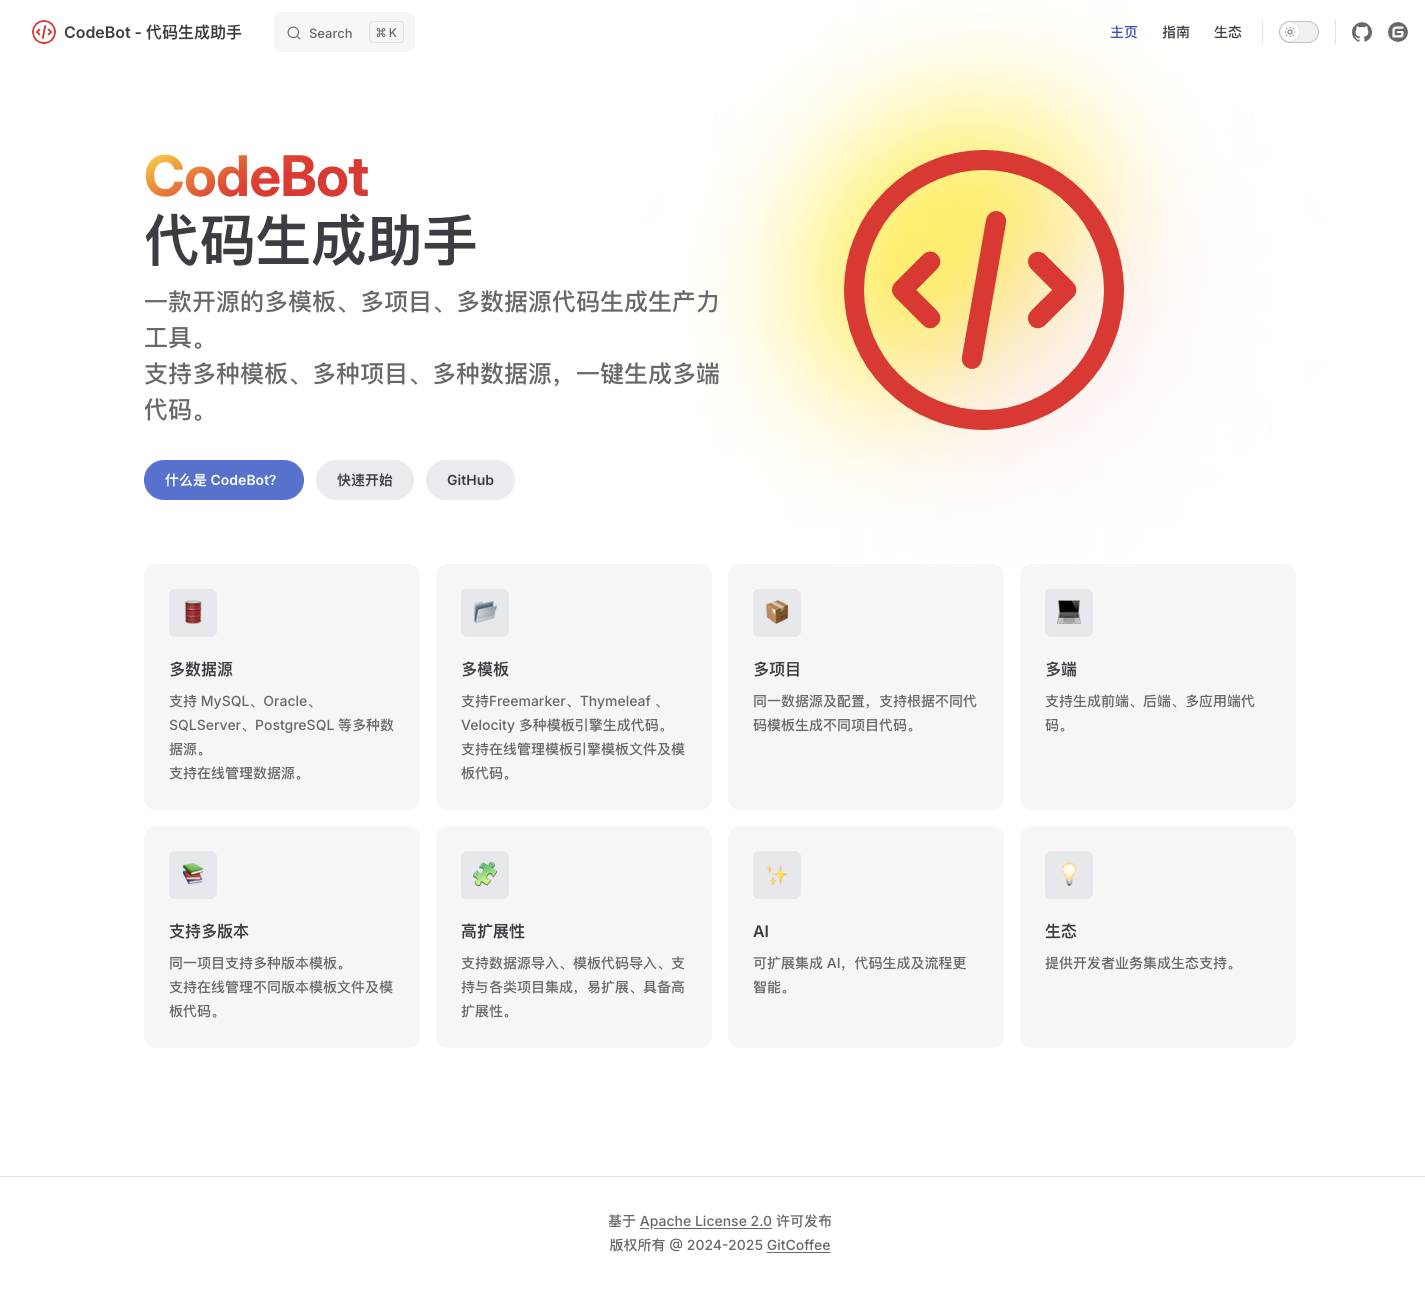 CodeBot - 代码生成助手
Search
⌘ K
主页
指南
生态
CodeBot
代码生成助手
一款开源的多模板、多项目、多数据源代码生成生产力
工具。
支持多种模板、多种项目、多种数据源，一键生成多端
代码。
什么是 CodeBot?
快速开始
GitHub
多数据源
支持 MySQL、Oracle、
SQLServer、PostgreSQL 等多种数
据源。
支持在线管理数据源。
多模板
支持Freemarker、Thymeleaf 、
Velocity 多种模板引擎生成代码。
支持在线管理模板引擎模板文件及模
板代码。
多项目
同一数据源及配置，支持根据不同代
码模板生成不同项目代码。
多端
支持生成前端、后端、多应用端代
码。
支持多版本
同一项目支持多种版本模板。
支持在线管理不同版本模板文件及模
板代码。
高扩展性
支持数据源导入、模板代码导入、支
持与各类项目集成，易扩展、具备高
扩展性。
AI
可扩展集成 AI，代码生成及流程更
智能。
生态
提供开发者业务集成生态支持。
基于 Apache License 2.0 许可发布
版权所有 @ 2024-2025 GitCoffee